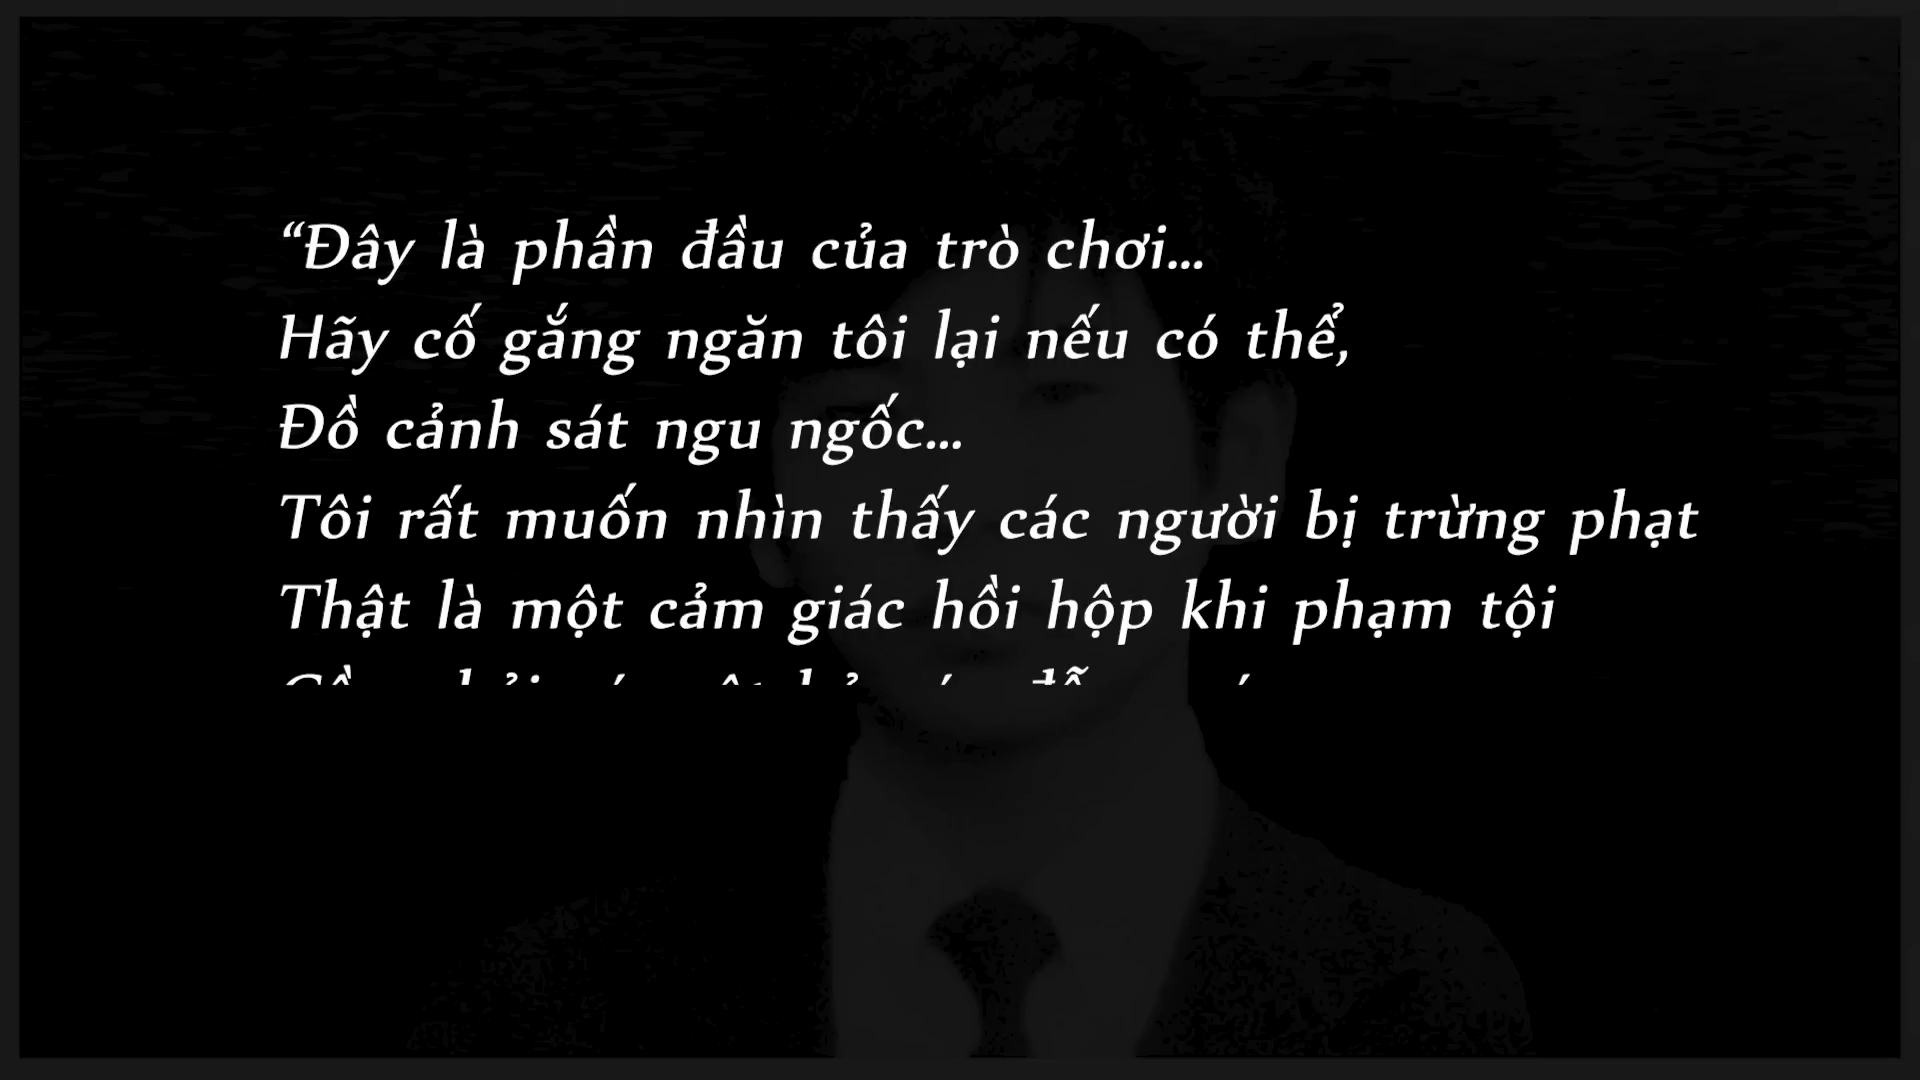 “Đây là phần đầu của trò chơi...
Hãy cố gắng ngăn tôi lại nếu có thể,
Đồ cảnh sát ngu ngốc...
Tôi rất muốn nhìn thấy các người bị trừng phạt
Thật là một cảm giác hồi hộp khi phạm tội